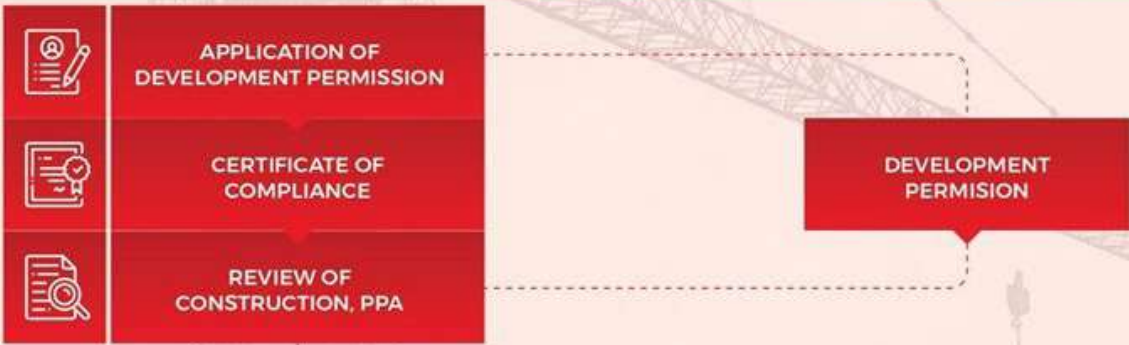 APPLICATION OF
DEVELOPMENT PERMISSION
CERTIFICATE OF
COMPLIANCE
REVIEW OF
CONSTRUCTION, PPA
DEVELOPMENT
PERMISION